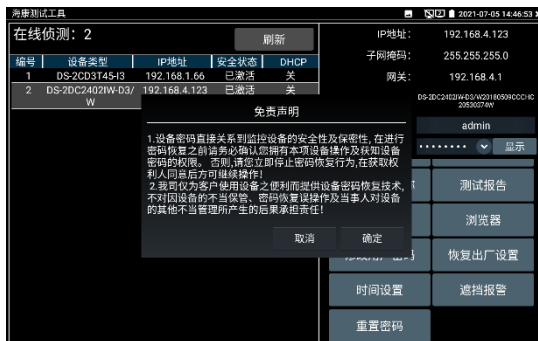 海康测试工具
2021-07-05 14:46:53
在线侦测：2
刷新
编号 设备类型 IP地址 安全状态 DHCP
1 DS-2CD3T45-I3 192.168.1.66 已激活 关
2 DS-2DC2402IW-D3/W 192.168.4.123 已激活 关
IP地址： 192.168.4.123
子网掩码： 255.255.255.0
网关： 192.168.4.1
admin
显示
免责声明
1.设备密码直接关系到监控设备的安全性及保密性, 在进行
密码恢复之前请务必确认您拥有本项设备操作及获知设备
密码的权限。 否则,请您立即停止密码恢复行为,在获取权
利人同意后方可继续操作!
2.我司仅为客户使用设备之便利而提供设备密码恢复技术,
不对因设备的不当保管、密码恢复误操作及当事人对设备
的其他不当管理所产生的后果承担责任!
取消 确定
测试报告
浏览器
恢复出厂设置
时间设置 遮挡报警
重置密码